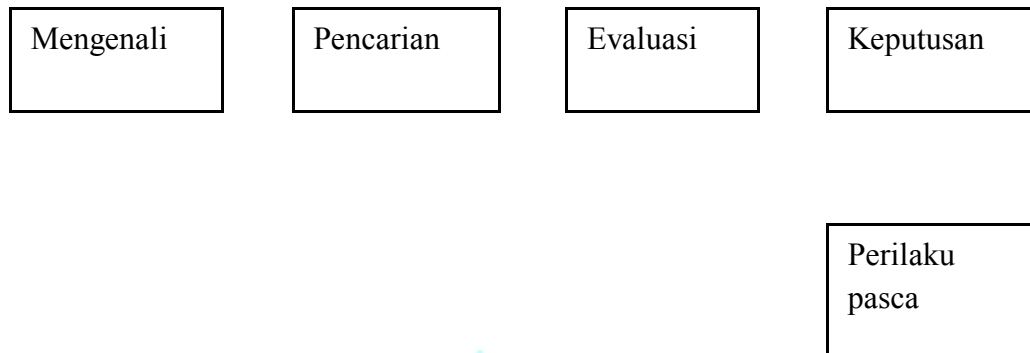 Mengenali
Pencarian
Evaluasi
Keputusan
Perilaku
pasca